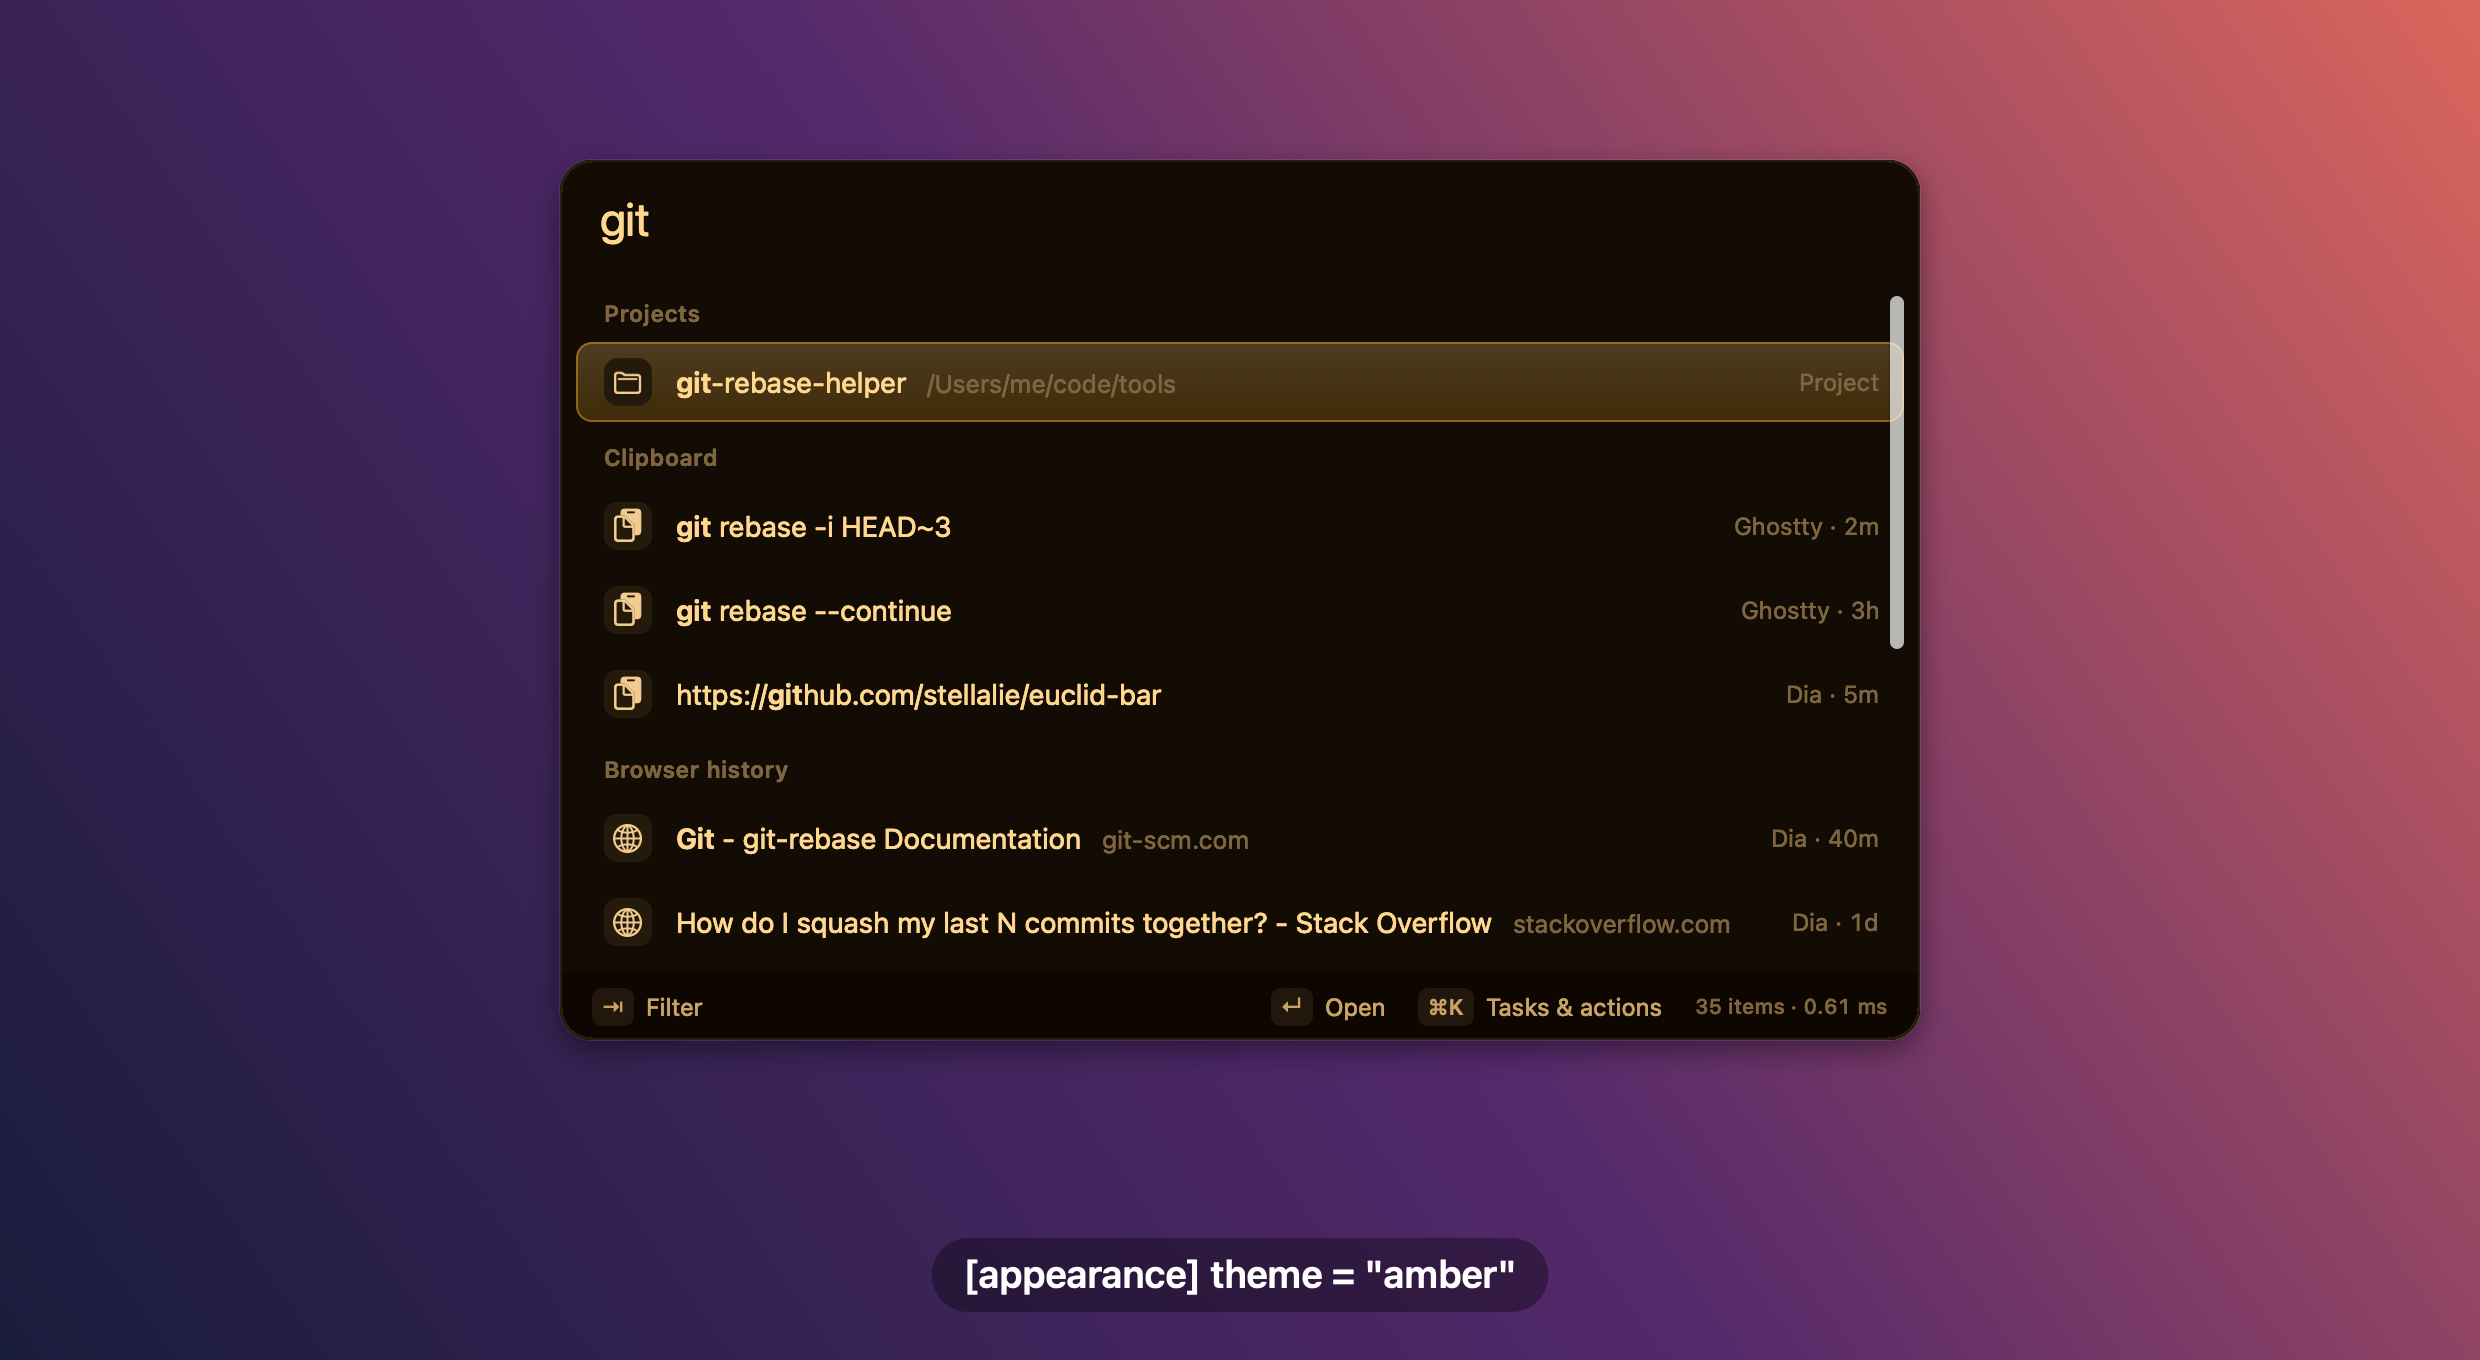 git
Projects
git-rebase-helper /Users/me/code/tools Project
Clipboard
git rebase -i HEAD~3 Ghostty · 2m
git rebase --continue Ghostty · 3h
https://github.com/stellalie/euclid-bar Dia · 5m
Browser history
Git - git-rebase Documentation git-scm.com Dia · 40m
How do I squash my last N commits together? - Stack Overflow stackoverflow.com Dia · 1d
⇥ Filter ↵ Open ⌘K Tasks & actions 35 items · 0.61 ms
[appearance] theme = "amber"